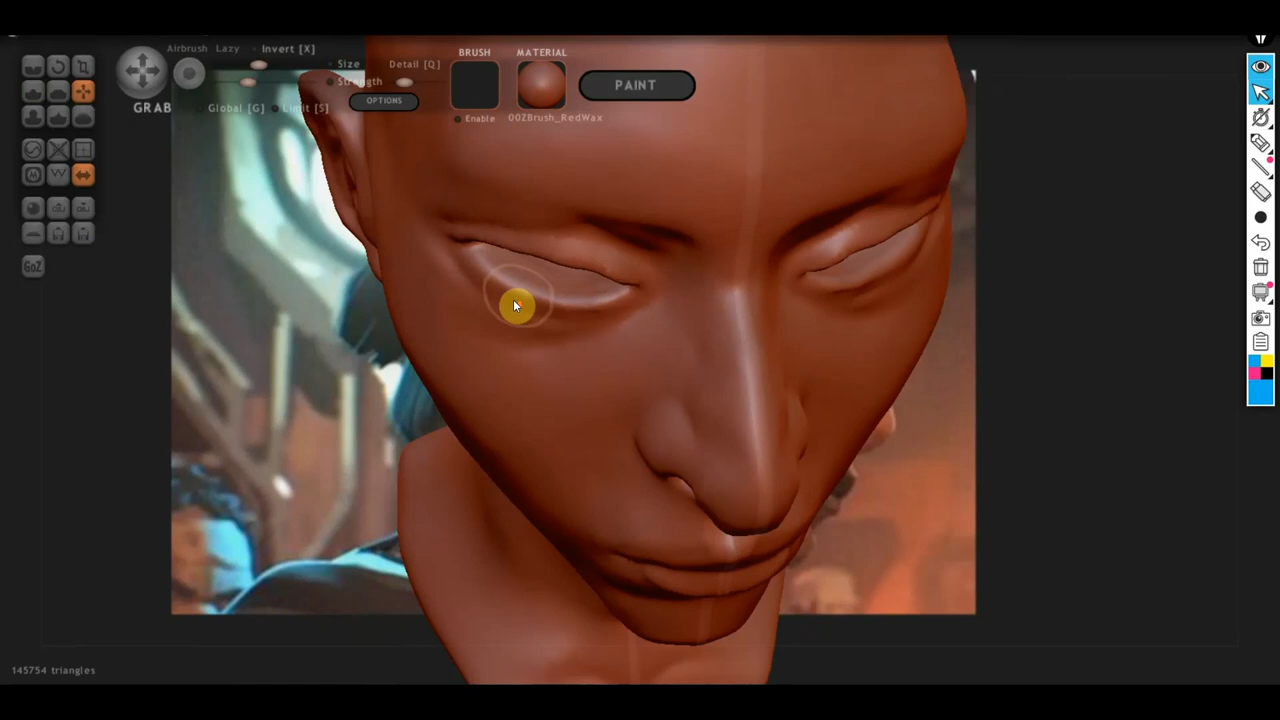 Airbrush Lazy Invert [X]
BRUSH MATERIAL
Size Detail [Q]
Strength
PAINT
OPTIONS
GRAB Global [G] Limit [S]
Enable 00ZBrush_RedWax
GoZ
145754 triangles